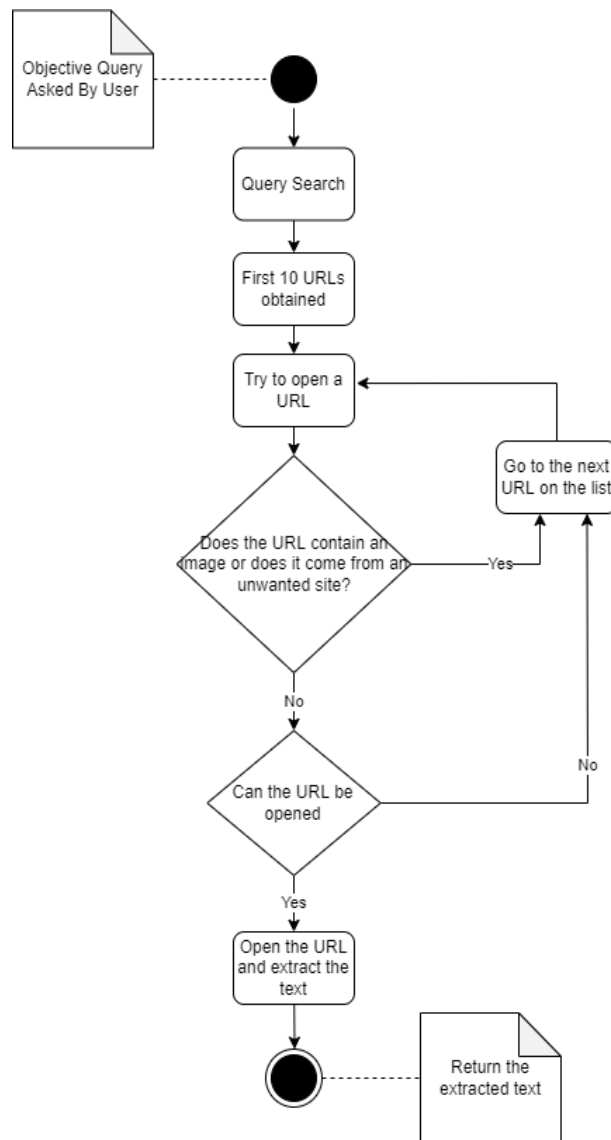 Objective Query
Asked By User
Query Search
First 10 URLs
obtained
Try to open a
URL
Go to the next
URL on the list
Does the URL contain an
image or does it come from an
unwanted site?
Yes
No
Can the URL be
opened
No
Yes
Open the URL
and extract the
text
Return the
extracted text